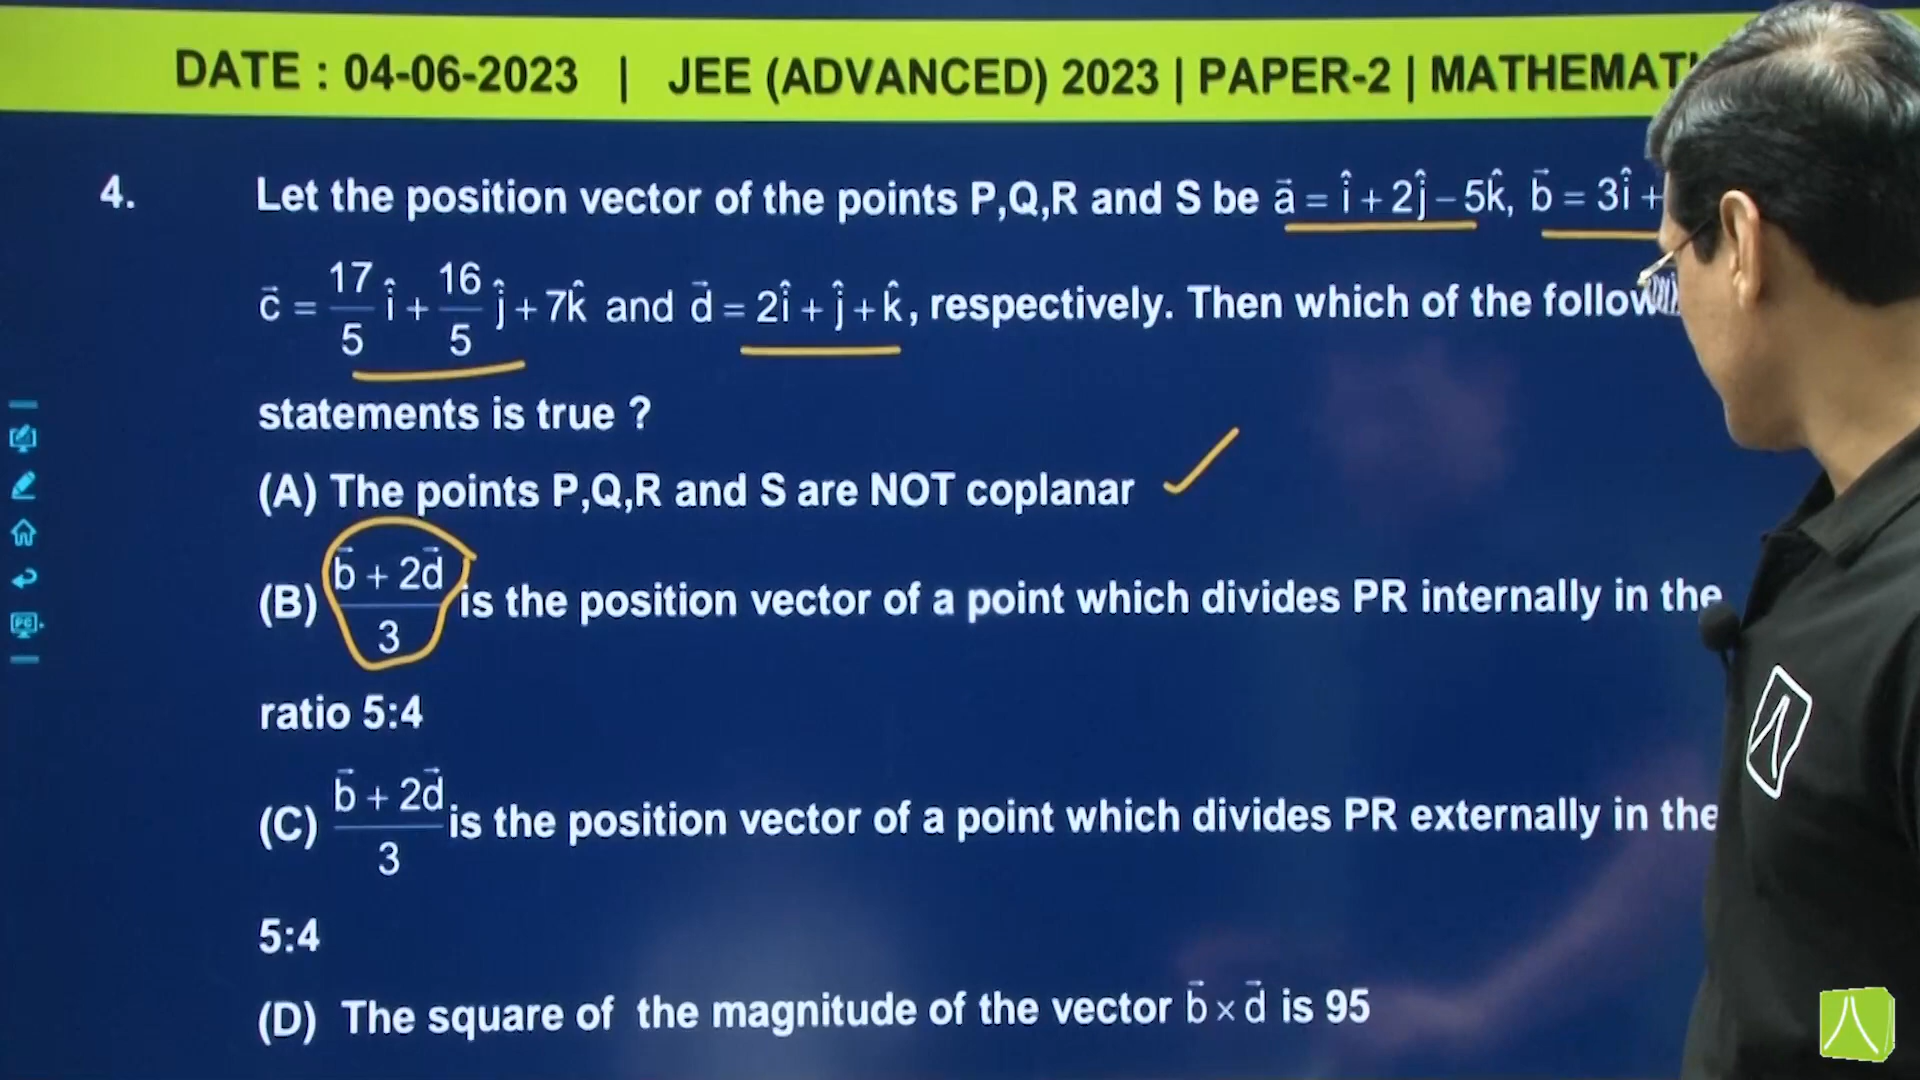 DATE : 04-06-2023 | JEE (ADVANCED) 2023 | PAPER-2 |
4. Let the position vector of the points P,Q,R and S be a⃗ = î + 2ĵ – 5k̂, b⃗ = 3î +
c⃗ = 17/5 î + 16/5 ĵ + 7k̂ and d⃗ = 2î + ĵ + k̂, respectively. Then which of the
statements is true ?
(A) The points P,Q,R and S are NOT coplanar
(B) (b⃗ + 2d⃗)/3 is the position vector of a point which divides PR internally in the
ratio 5:4
(C) (b⃗ + 2d⃗)/3 is the position vector of a point which divides PR externally in the
5:4
(D) The square of the magnitude of the vector b⃗ × d⃗ is 95